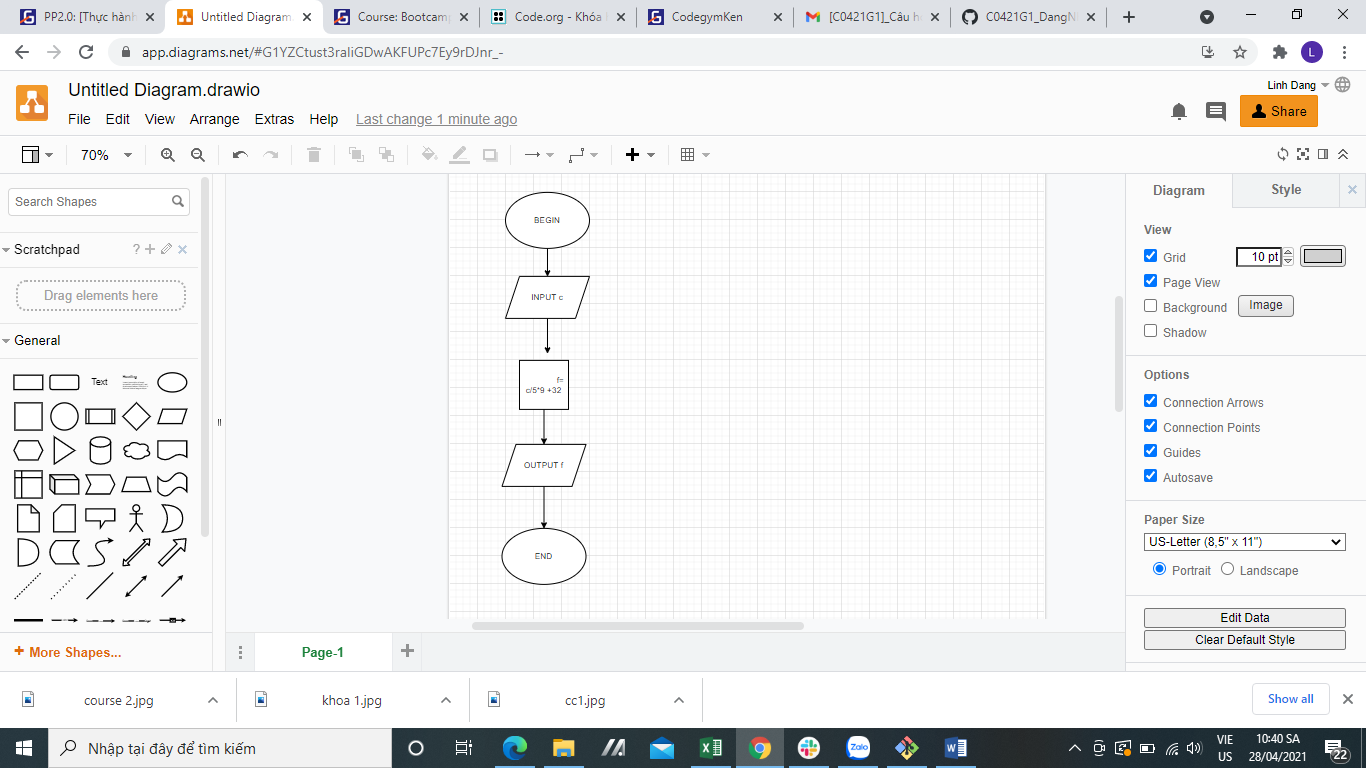 PP2.0: [Thực hành
Untitled Diagram
Course: Bootcamp
Code.org - Khóa
CodegymKen
[C0421G1]_Câu h
C0421G1_DangN
app.diagrams.net/#G1YZCtust3raIiGDwAKFUPc7Ey9rDJnr_-
L
Untitled Diagram.drawio
Linh Dang
File Edit View Arrange Extras Help Last change 1 minute ago
Share
70%
Search Shapes
Scratchpad
?
Drag elements here
General
Text
Heading
More Shapes...
BEGIN
INPUT c
f=
c/5*9 +32
OUTPUT f
END
Page-1
Diagram
Style
View
Grid
10 pt
Page View
Background
Image
Shadow
Options
Connection Arrows
Connection Points
Guides
Autosave
Paper Size
US-Letter (8,5" x 11")
Portrait
Landscape
Edit Data
Clear Default Style
course 2.jpg
khoa 1.jpg
cc1.jpg
Show all
Nhập tại đây để tìm kiếm
Zalo
VIE
US
10:40 SA
28/04/2021
22